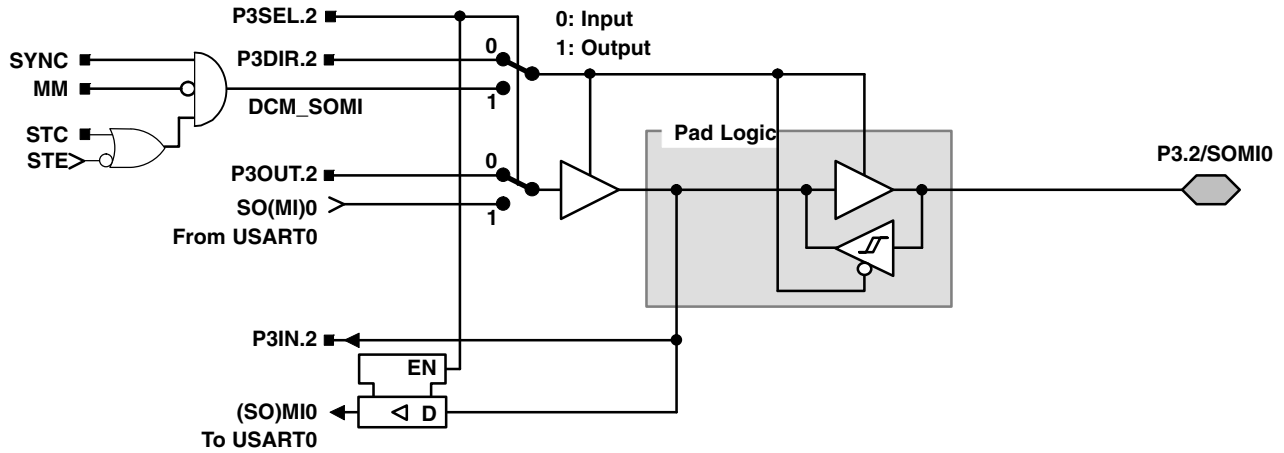 P3SEL.2
0: Input
1: Output
SYNC
P3DIR.2
0
MM
1
DCM_SOMI
STC
STE
Pad Logic
P3OUT.2
0
P3.2/SOMI0
SO(MI)0
1
From USART0
P3IN.2
EN
(SO)MI0
D
To USART0